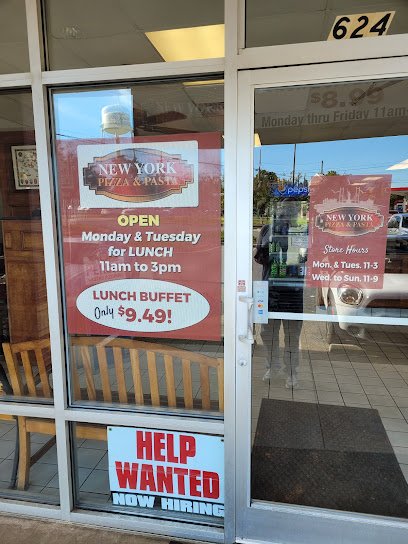 624
$8.99
Monday thru Friday 11am
NEW YORK
PIZZA & PASTA
OPEN
Monday & Tuesday
for LUNCH
11am to 3pm
LUNCH BUFFET
Only $9.49!
pepsi
NEW YORK
PIZZA & PASTA
Store Hours
Mon. & Tues. 11-3
Wed. to Sun. 11-9
HELP
WANTED
NOW HIRING